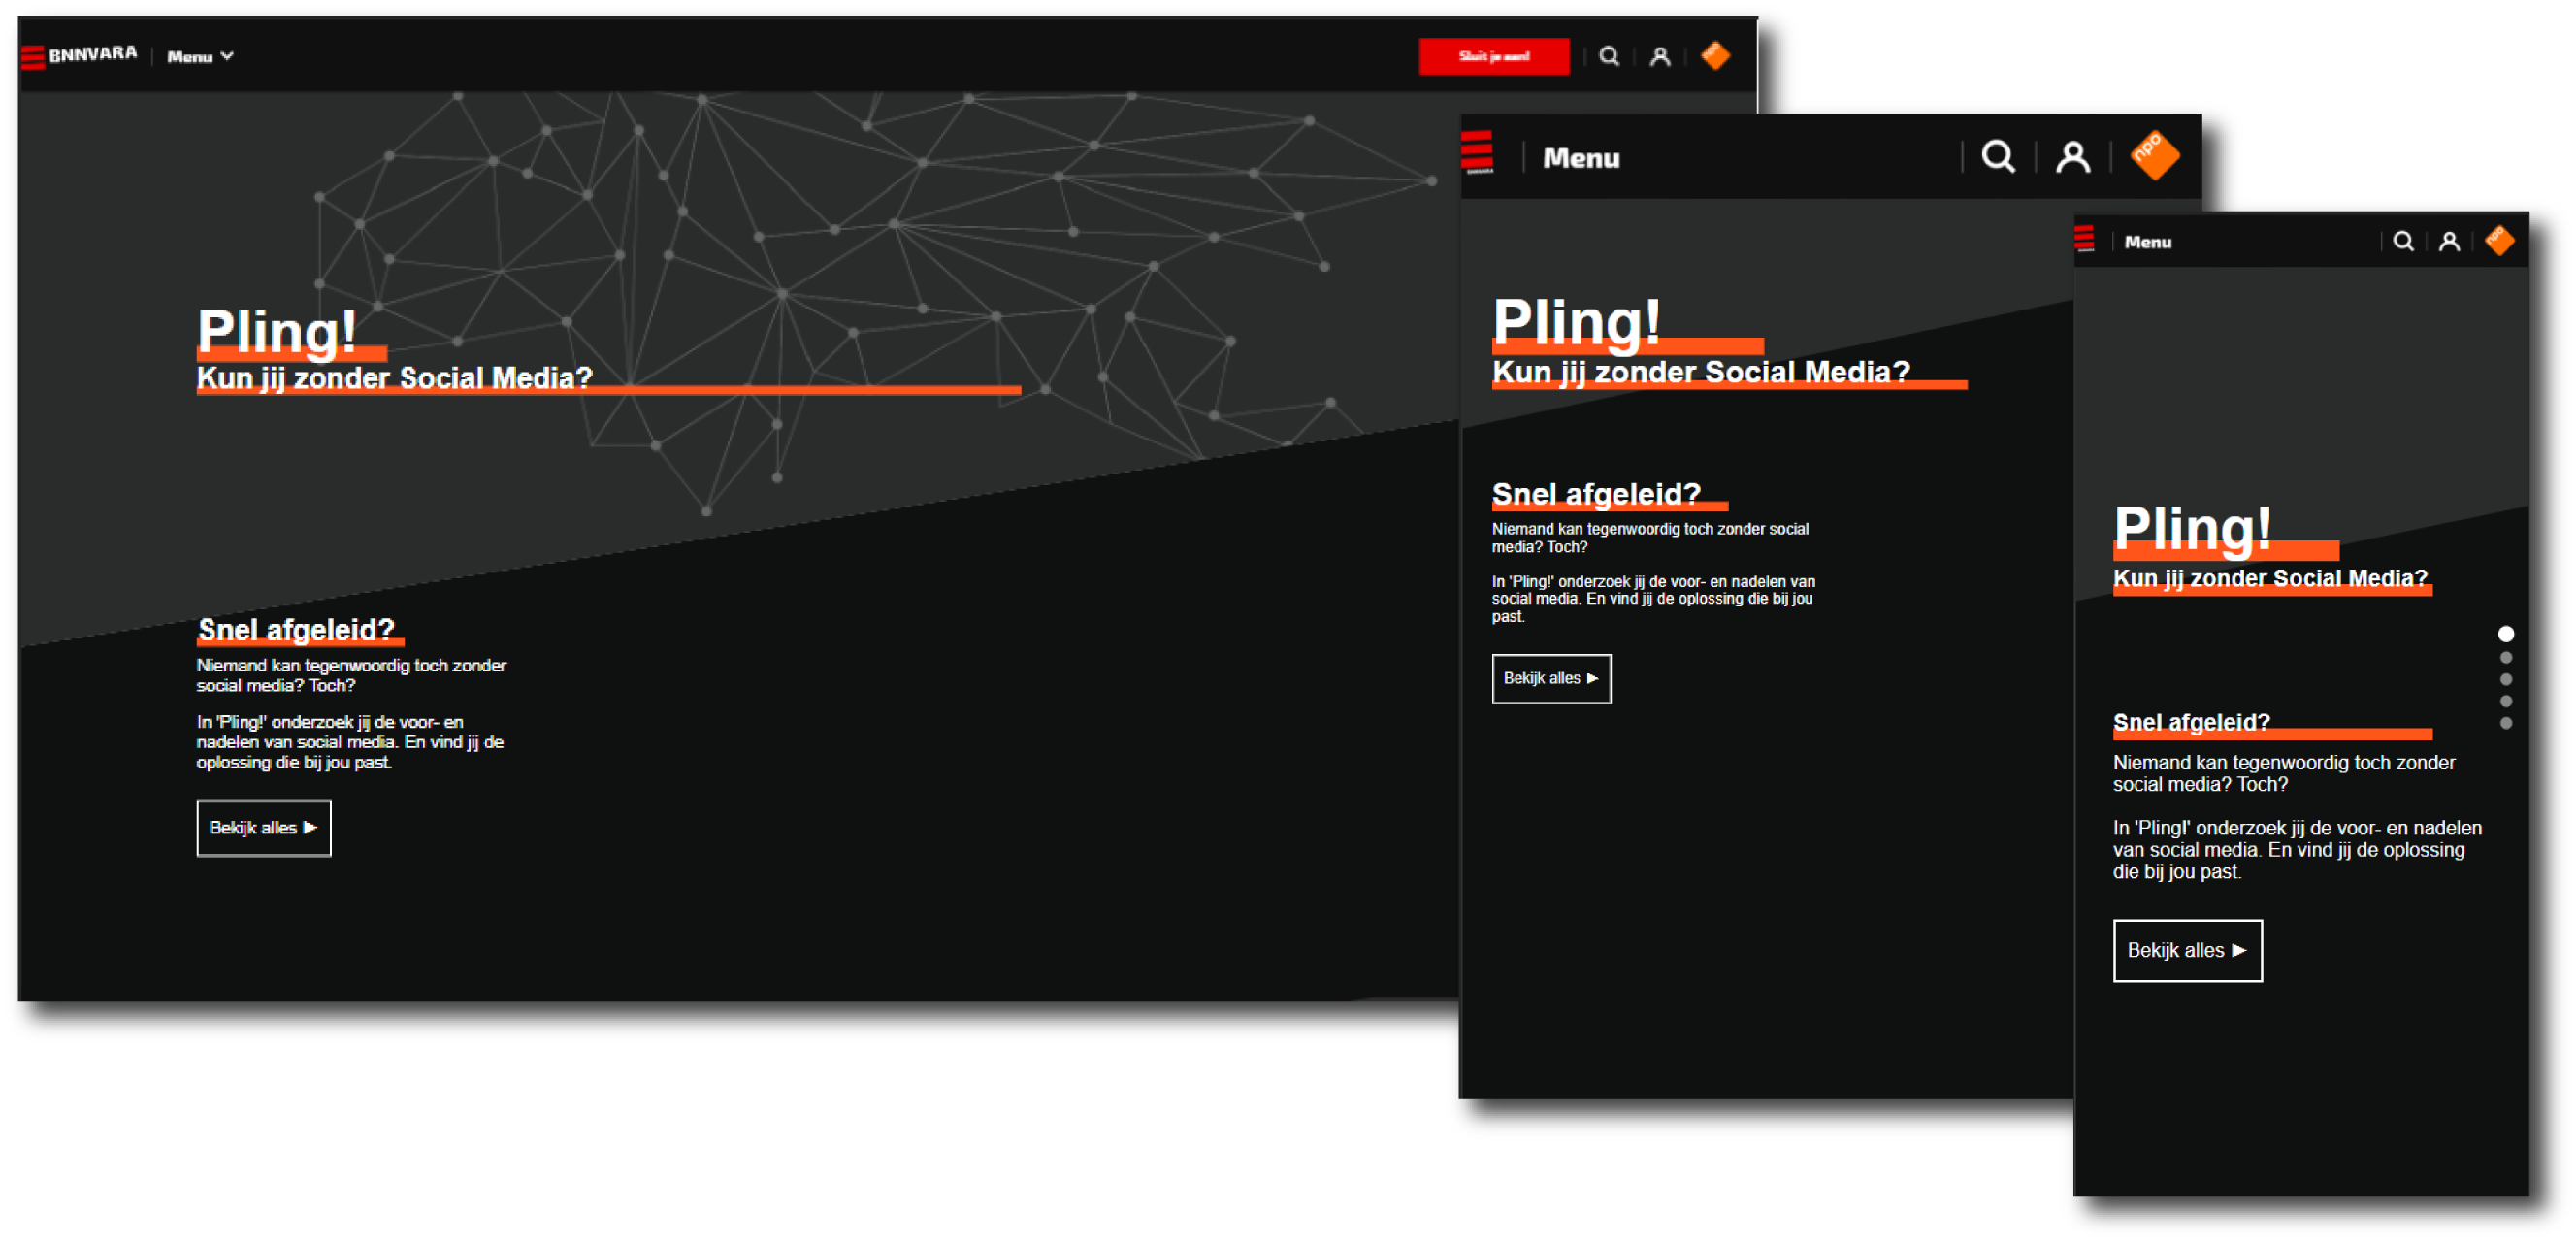 BNNVARA
Menu
Sluit je aan!
npo
Pling!
Kun jij zonder Social Media?
Snel afgeleid?
Niemand kan tegenwoordig toch zonder
social media? Toch?
In 'Pling!' onderzoek jij de voor- en
nadelen van social media. En vind jij de
oplossing die bij jou past.
Bekijk alles ►
BNNVARA
Menu
npo
Pling!
Kun jij zonder Social Media?
Snel afgeleid?
Niemand kan tegenwoordig toch zonder social
media? Toch?
In 'Pling!' onderzoek jij de voor- en nadelen van
social media. En vind jij de oplossing die bij jou
past.
Bekijk alles ►
Menu
npo
Pling!
Kun jij zonder Social Media?
Snel afgeleid?
Niemand kan tegenwoordig toch zonder
social media? Toch?
In 'Pling!' onderzoek jij de voor- en nadelen
van social media. En vind jij de oplossing
die bij jou past.
Bekijk alles ►